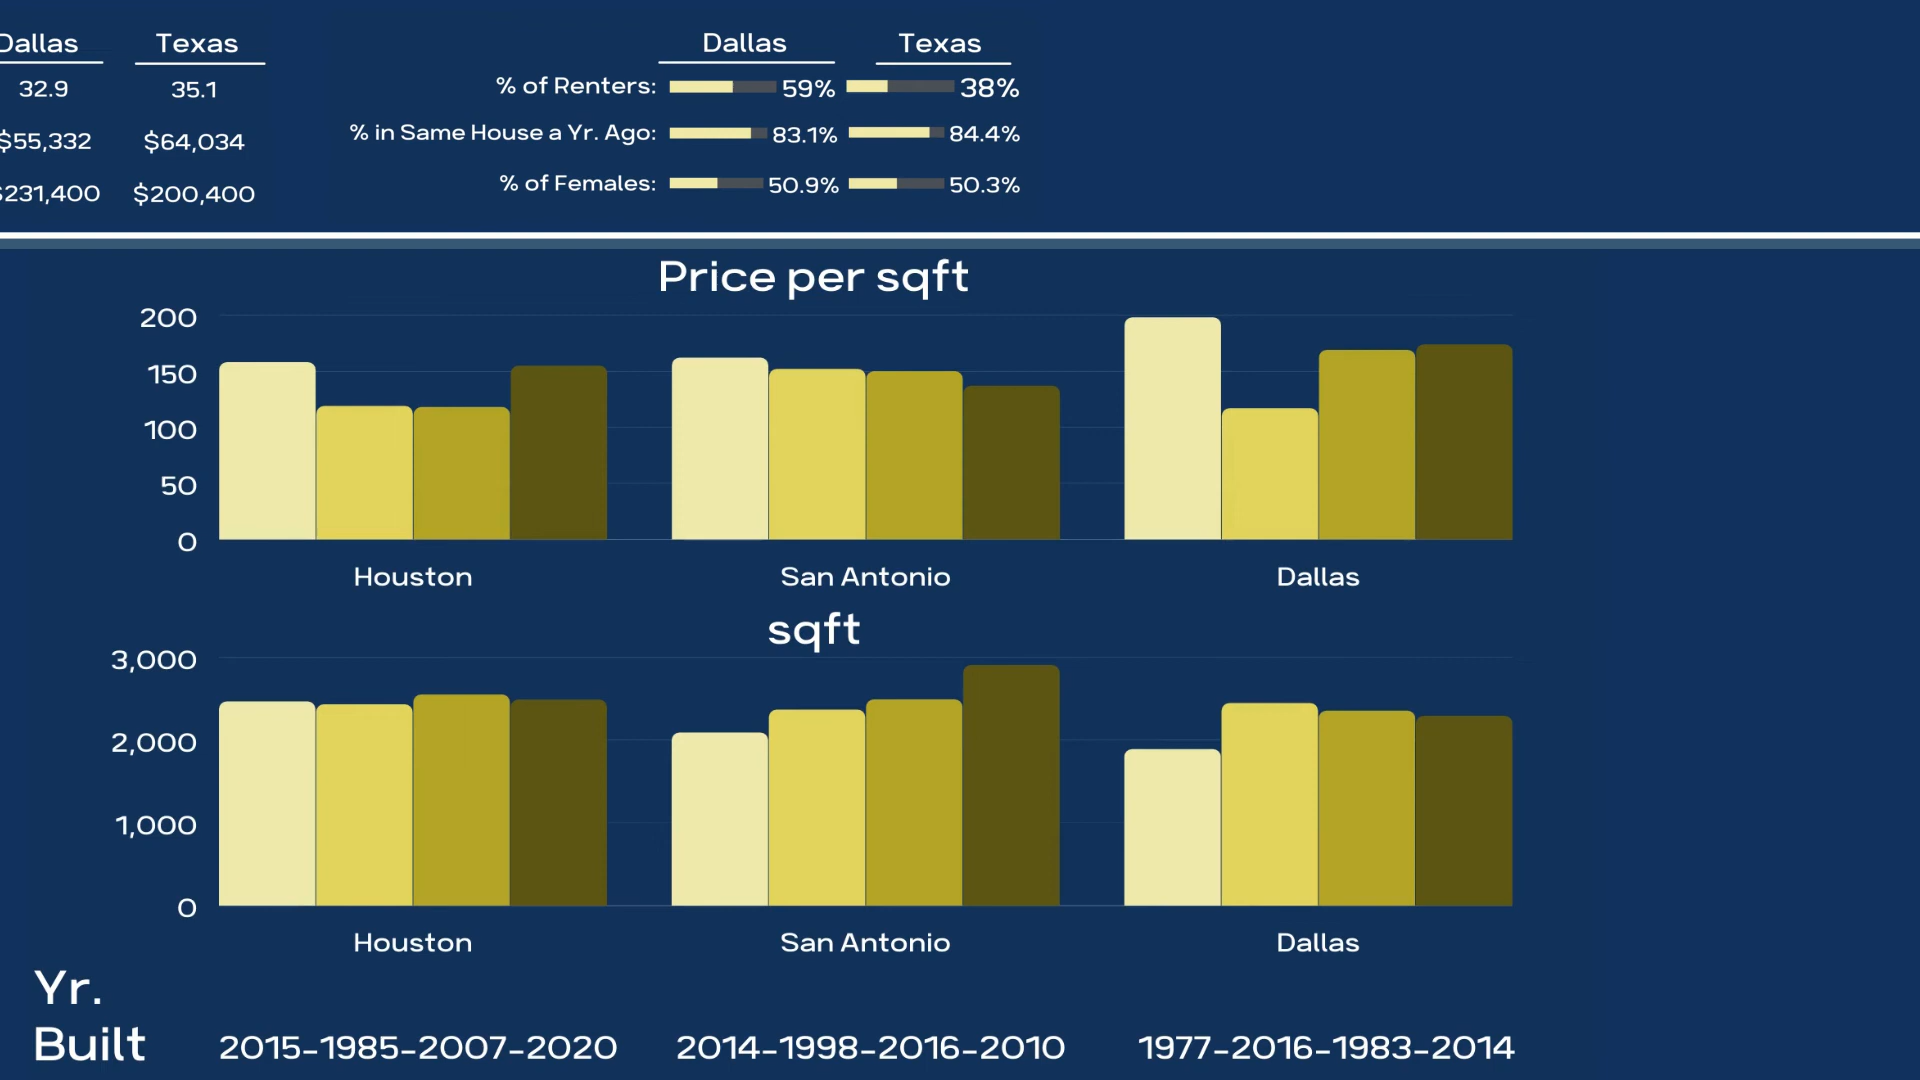 Dallas Texas
32.9 35.1
$55,332 $64,034
$231,400 $200,400
Dallas Texas
% of Renters: 59% 38%
% in Same House a Yr. Ago: 83.1% 84.4%
% of Females: 50.9% 50.3%
Price per sqft
200
150
100
50
0
Houston San Antonio Dallas
sqft
3,000
2,000
1,000
0
Houston San Antonio Dallas
Yr.
Built 2015-1985-2007-2020 2014-1998-2016-2010 1977-2016-1983-2014